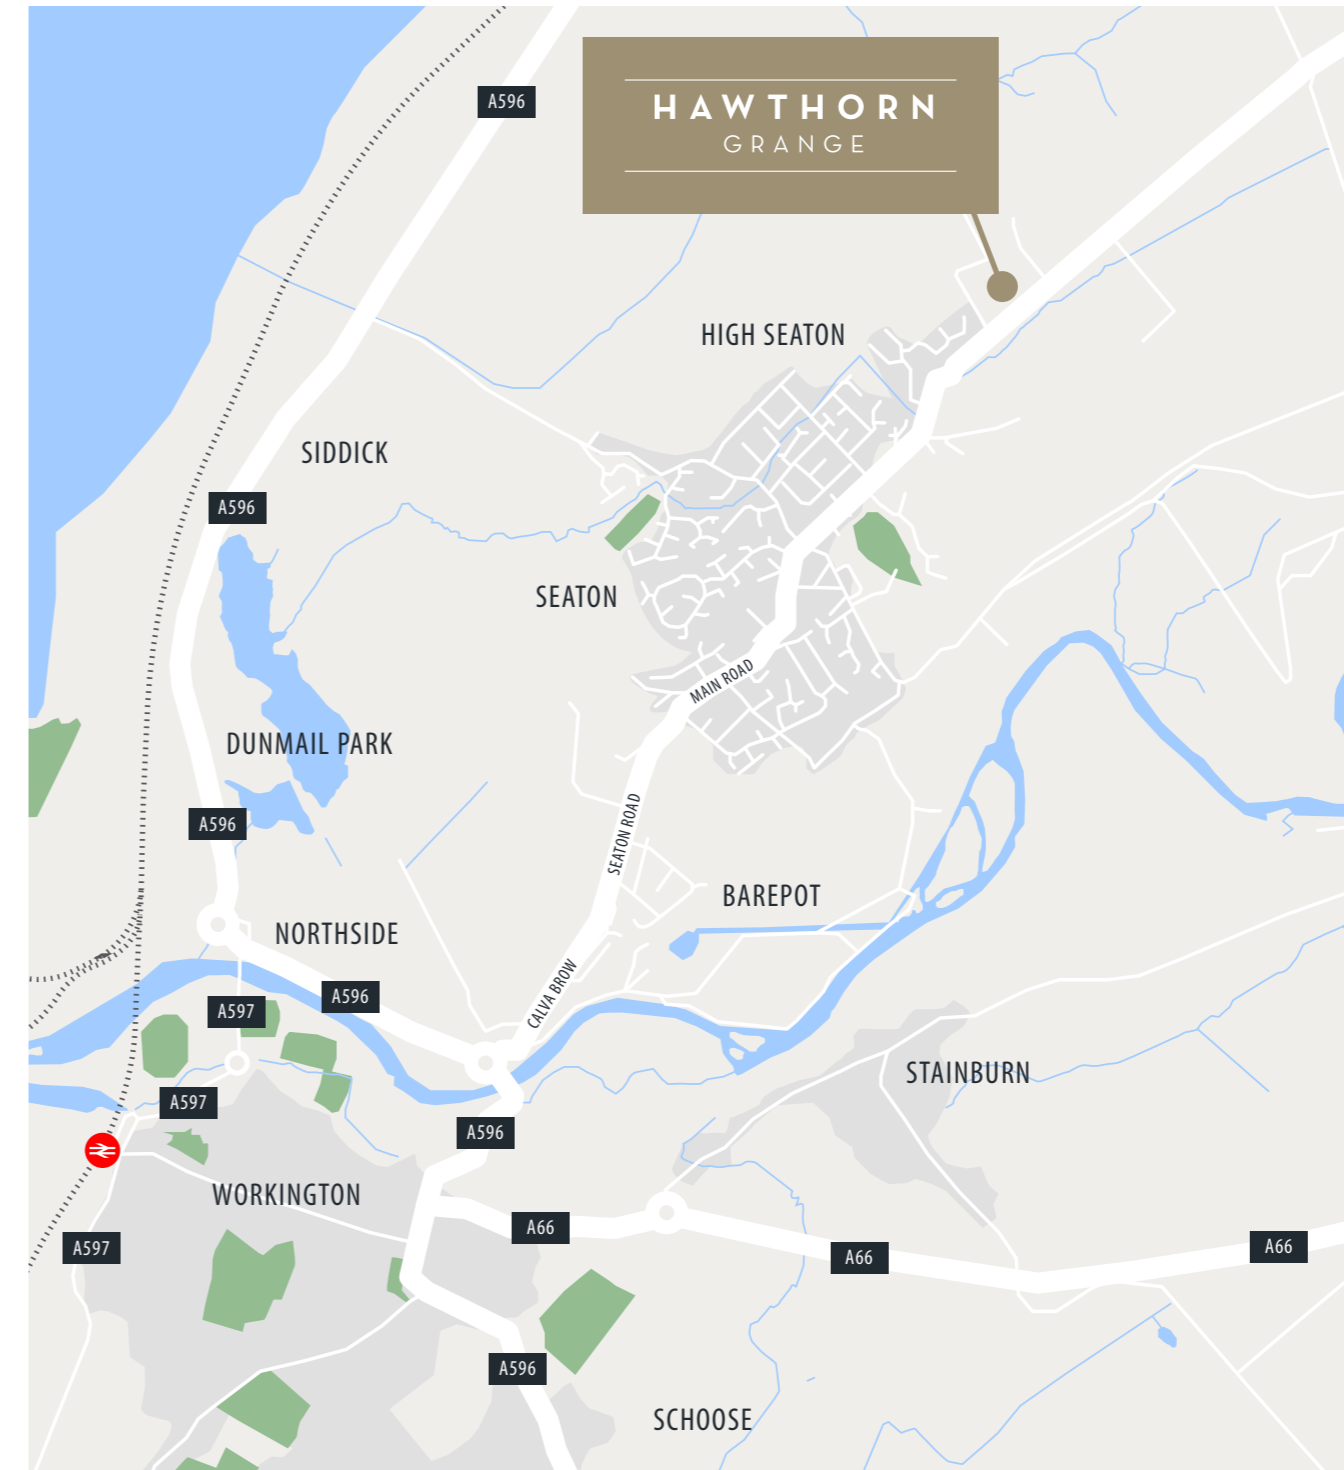 A596
HAWTHORN
GRANGE
HIGH SEATON
SIDDICK
A596
SEATON
MAIN ROAD
DUNMAIL PARK
A596
SEATON ROAD
BAREPOT
NORTHSIDE
A596
CALVA BROW
A597
STAINBURN
A597
A596
WORKINGTON
A66
A597
A66
A66
A596
SCHOOSE